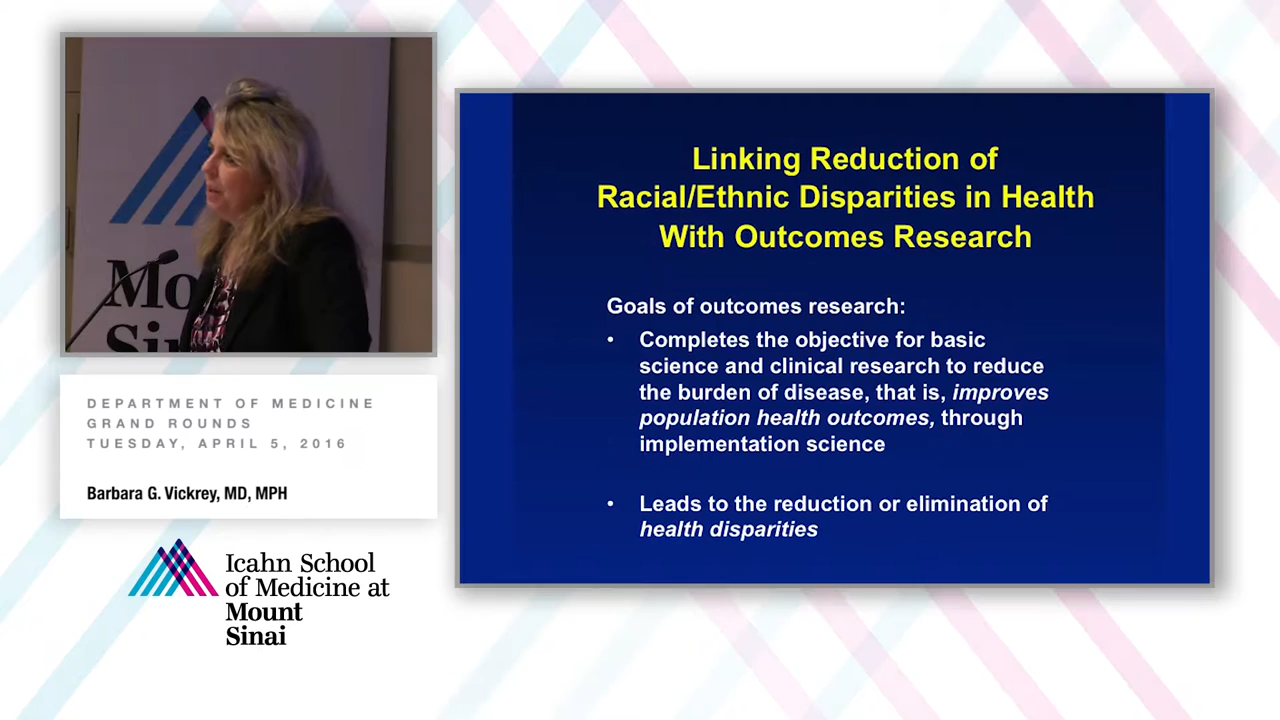 Mount
Sinai
DEPARTMENT OF MEDICINE
GRAND ROUNDS
TUESDAY, APRIL 5, 2016
Barbara G. Vickrey, MD, MPH
Icahn School
of Medicine at
Mount
Sinai
Linking Reduction of
Racial/Ethnic Disparities in Health
With Outcomes Research
Goals of outcomes research:
• Completes the objective for basic
science and clinical research to reduce
the burden of disease, that is, improves
population health outcomes, through
implementation science
• Leads to the reduction or elimination of
health disparities